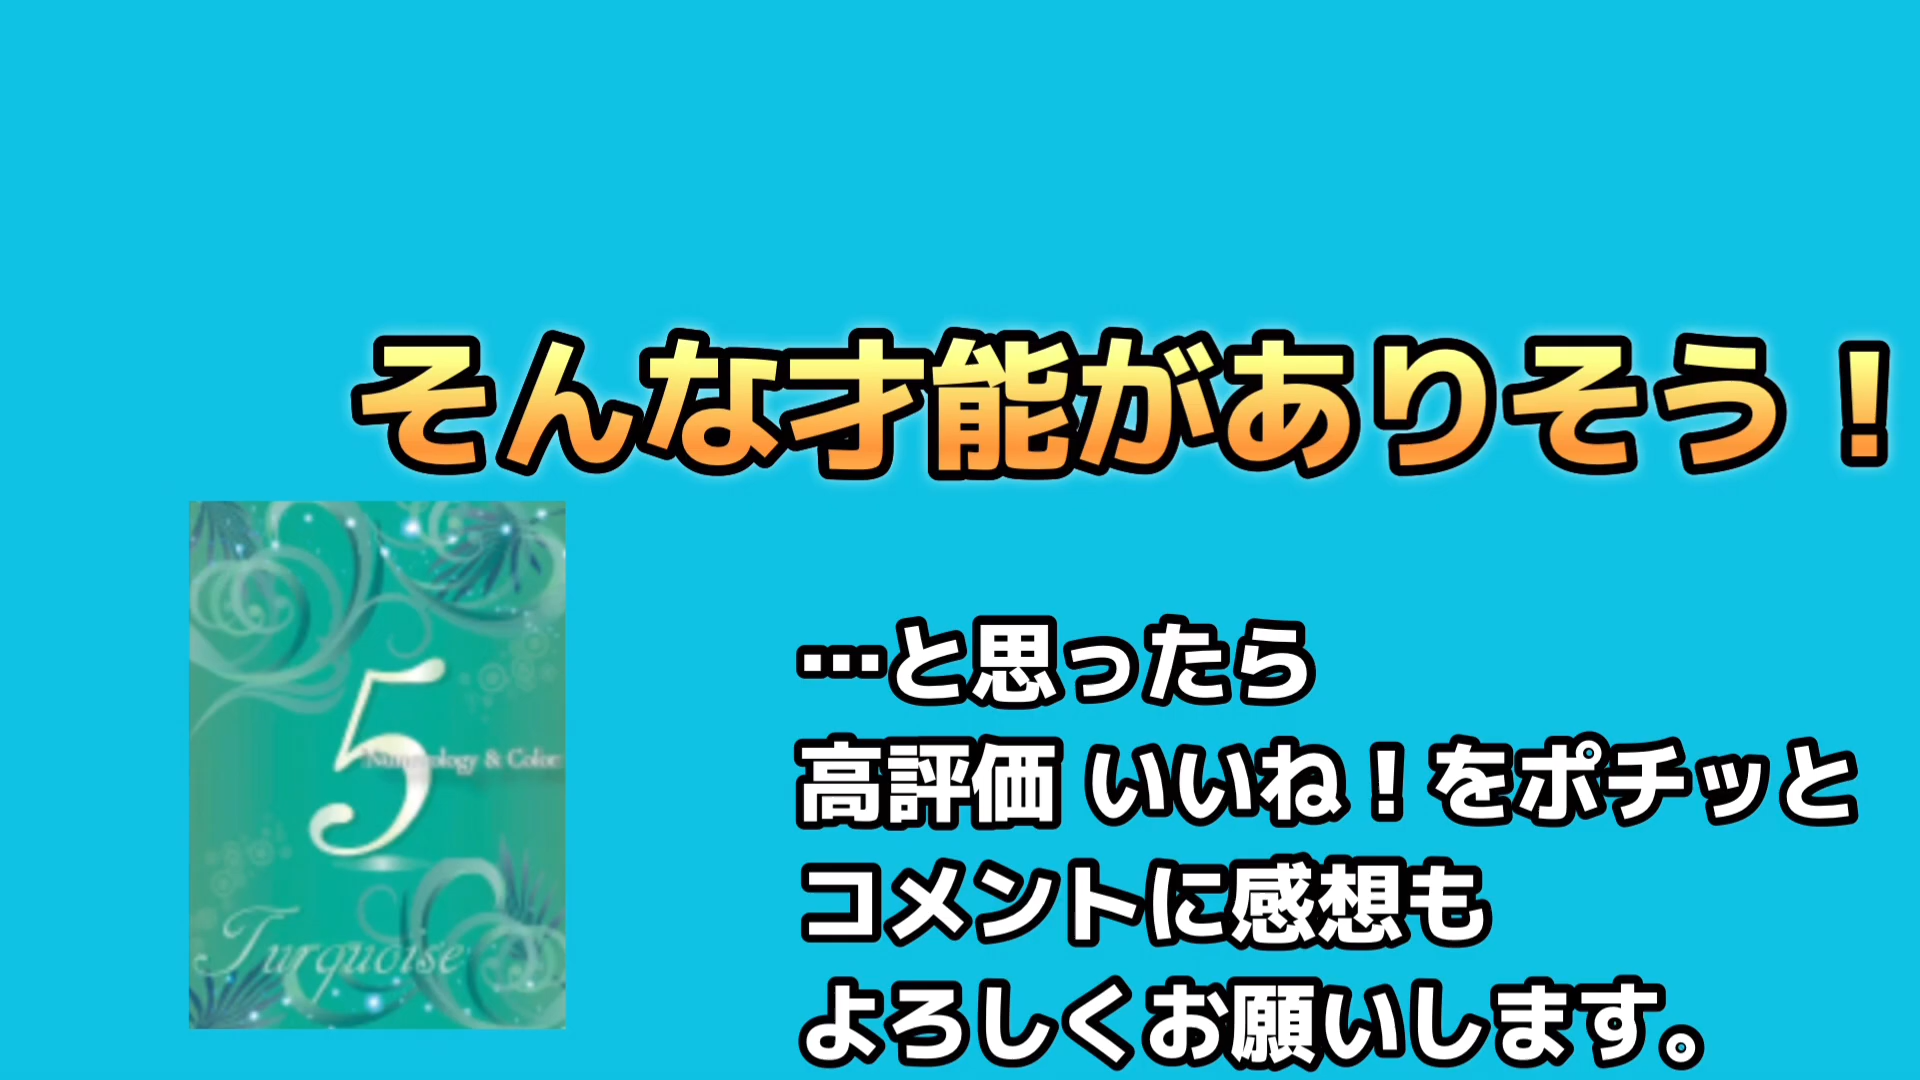 そんな才能がありそう！
5
Numerology & Color
Turquoise
…と思ったら
高評価 いいね！をポチッと
コメントに感想も
よろしくお願いします。